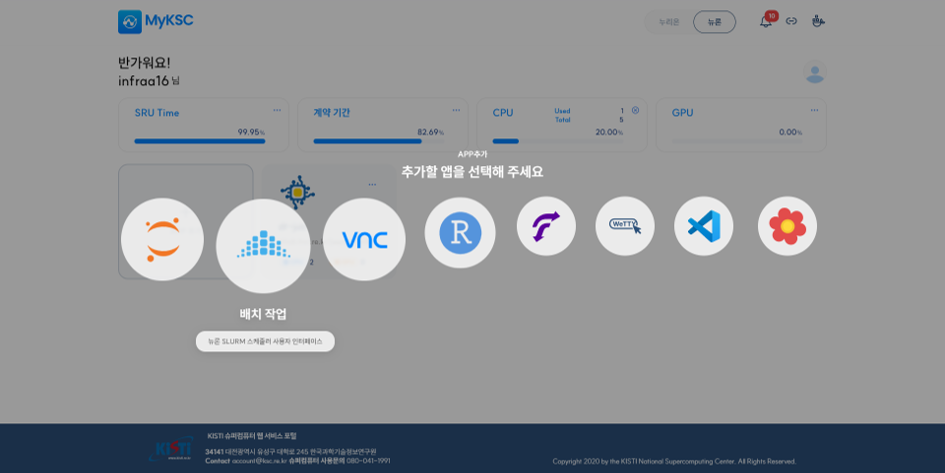 MyKSC
누리온
뉴론
10
반가워요!
infraa16 님
SRU Time
99.95%
계약 기간
82.69%
CPU
Used 1
Total 5
20.00%
GPU
0.00%
APP추가
추가할 앱을 선택해 주세요
vnc
R
WeTTY
배치 작업
뉴론 SLURM 스케줄러 사용자 인터페이스
KISTI
KISTI 슈퍼컴퓨터 웹 서비스 포털
34141 대전광역시 유성구 대학로 245 한국과학기술정보연구원
Contact account@ksc.re.kr 슈퍼컴퓨터 사용문의 080-041-1991
Copyright 2020 by the KISTI National Supercomputing Center. All Rights Reserved.